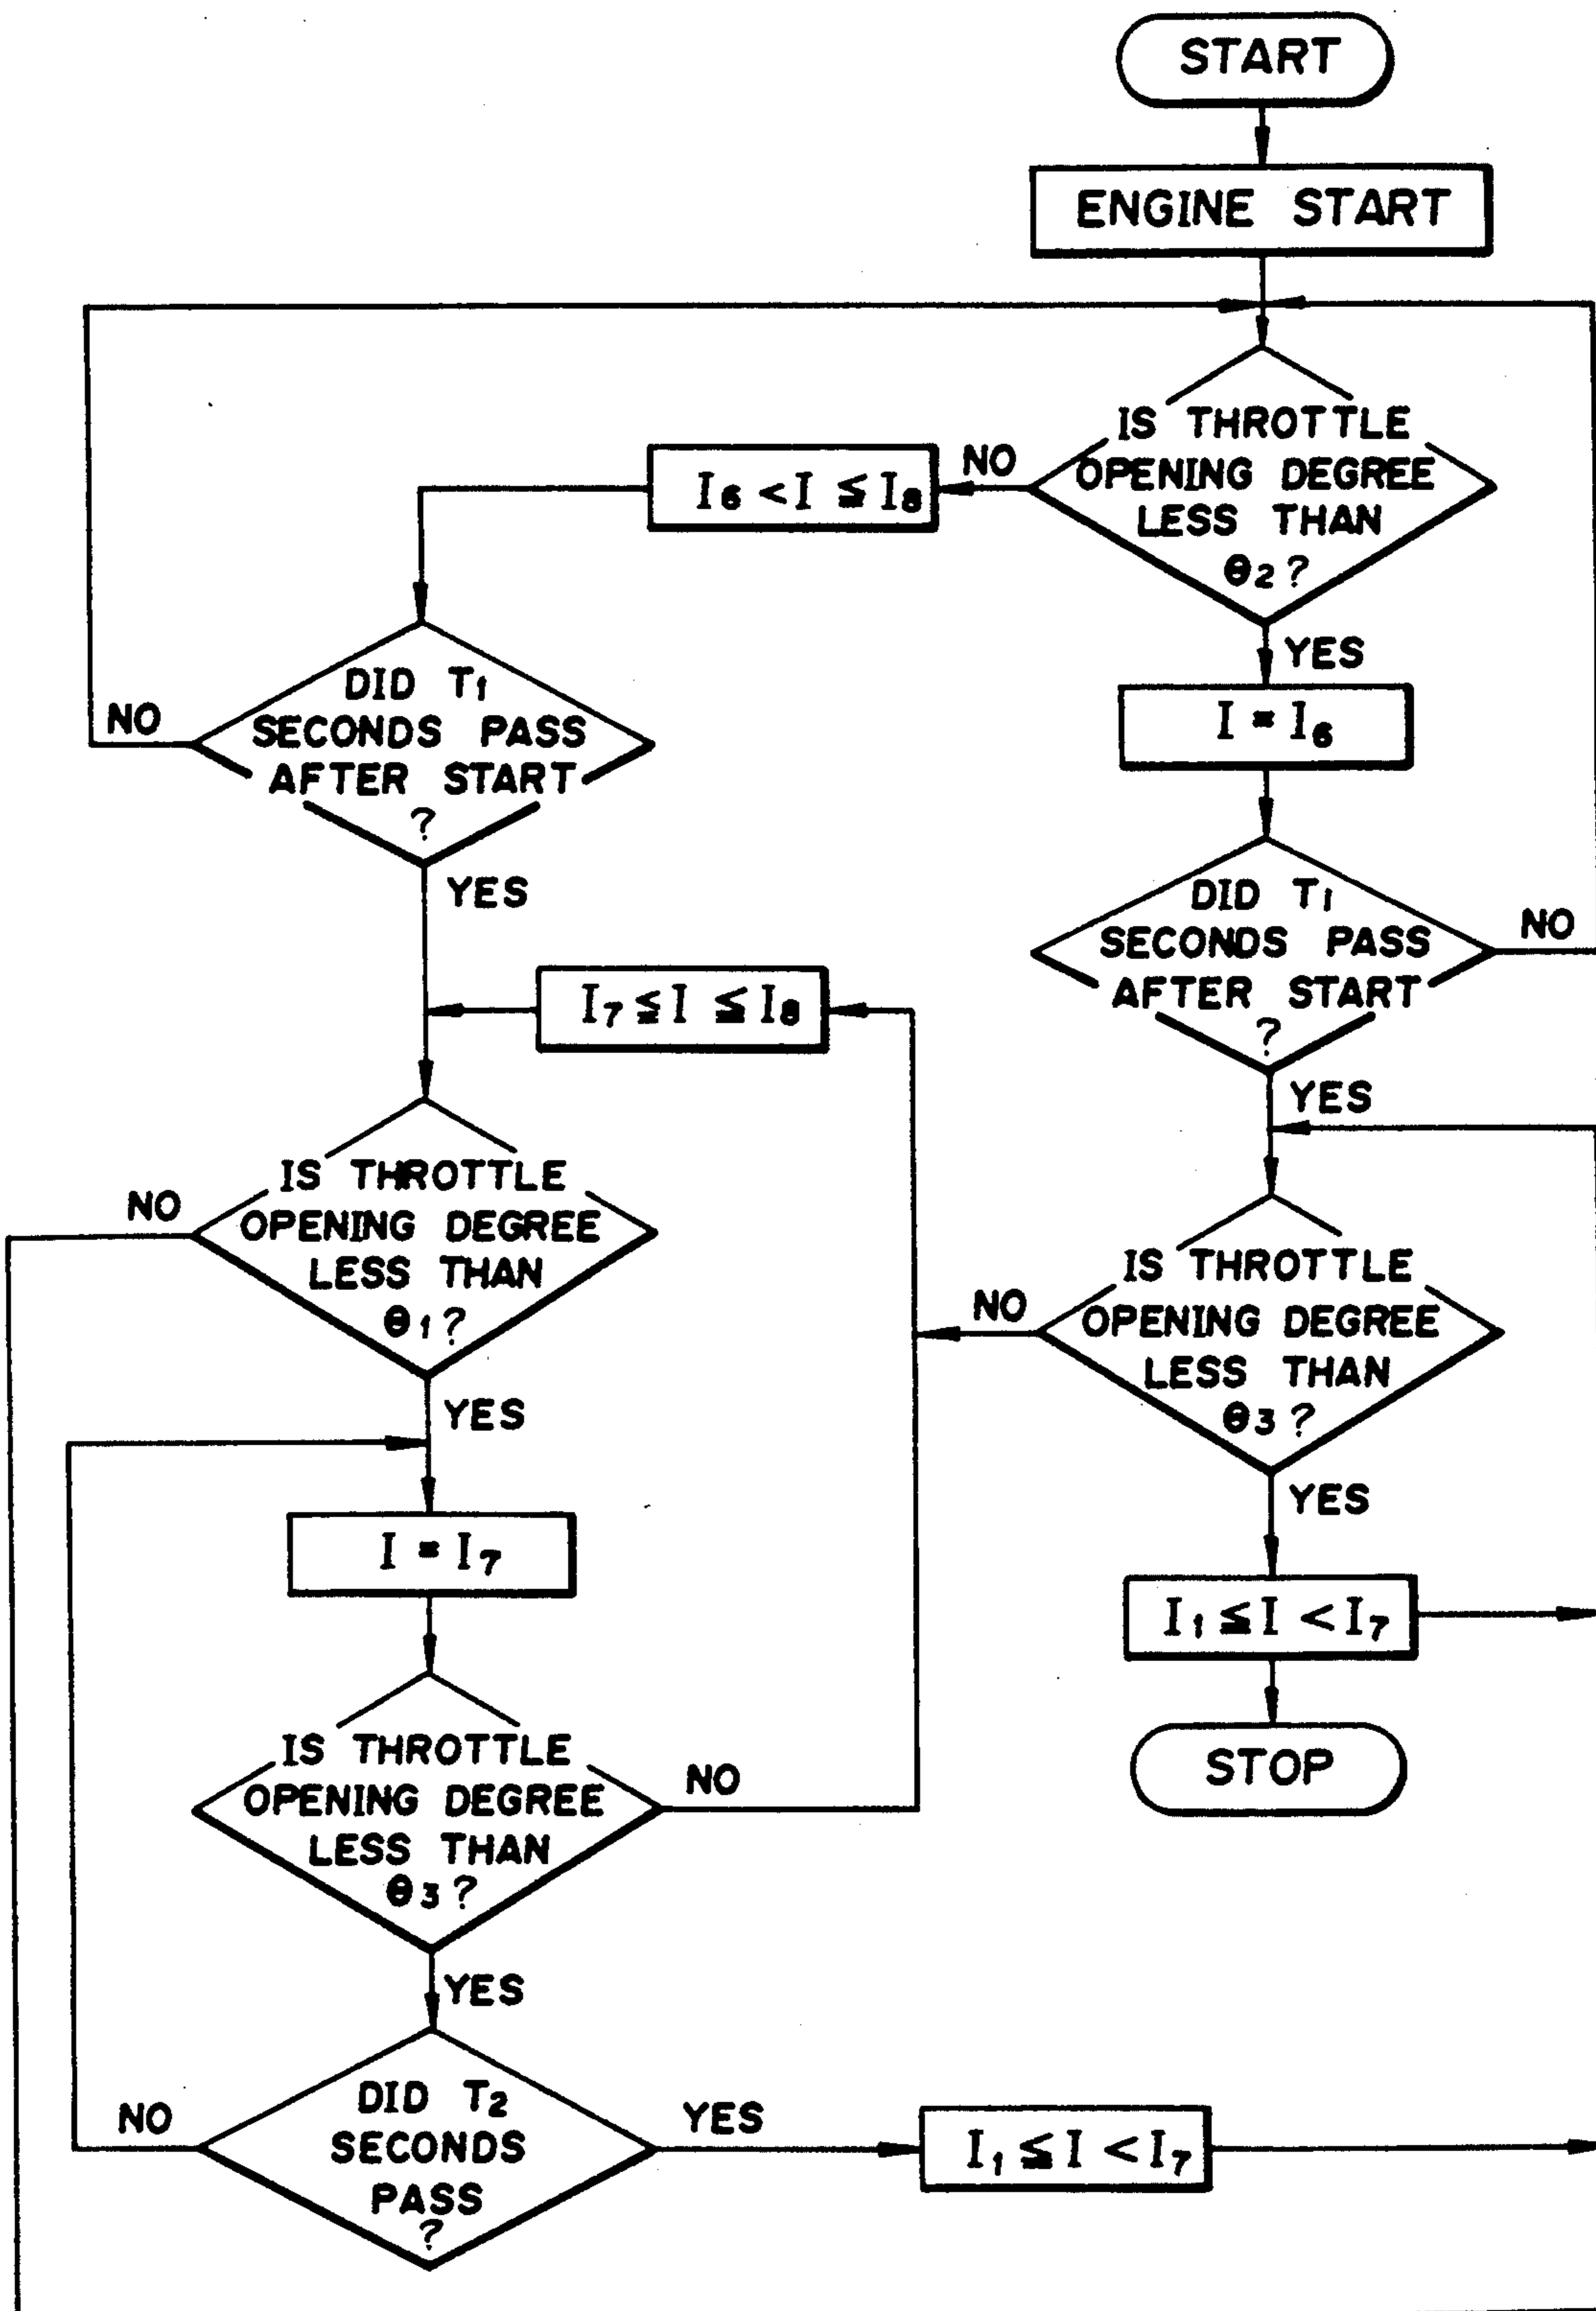 START
ENGINE START
IS THROTTLE
OPENING DEGREE
LESS THAN
θ2?
NO
I6 < I ≦ I8
YES
I = I6
DID T1
SECONDS PASS
AFTER START
?
NO
YES
DID T1
SECONDS PASS
AFTER START
?
NO
YES
I7 ≦ I ≦ I8
IS THROTTLE
OPENING DEGREE
LESS THAN
θ1?
NO
YES
IS THROTTLE
OPENING DEGREE
LESS THAN
θ3?
NO
YES
I = I7
I1 ≦ I < I7
STOP
IS THROTTLE
OPENING DEGREE
LESS THAN
θ3?
NO
YES
DID T2
SECONDS
PASS
?
NO
YES
I1 ≦ I < I7